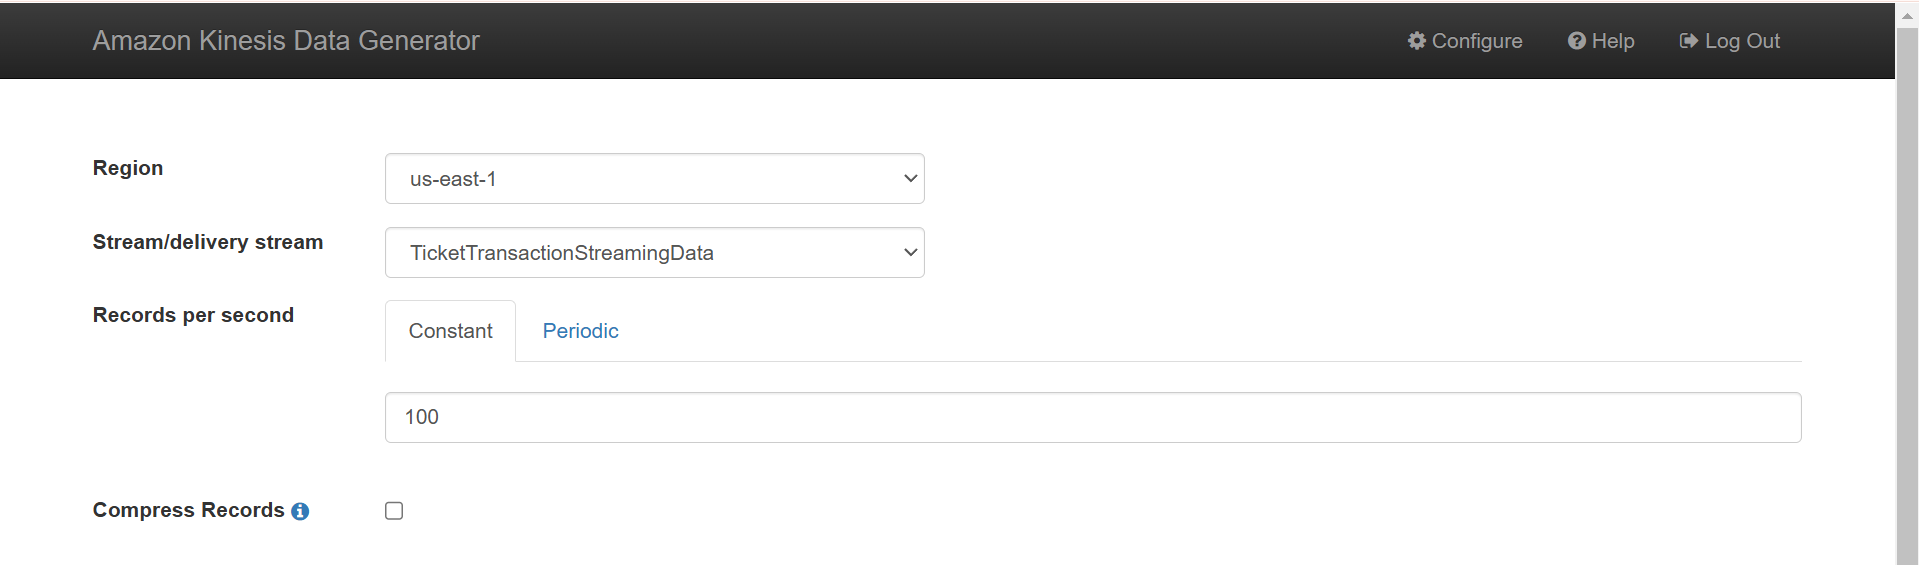 Amazon Kinesis Data Generator Configure Help Log Out
Region us-east-1
Stream/delivery stream TicketTransactionStreamingData
Records per second Constant Periodic
100
Compress Records